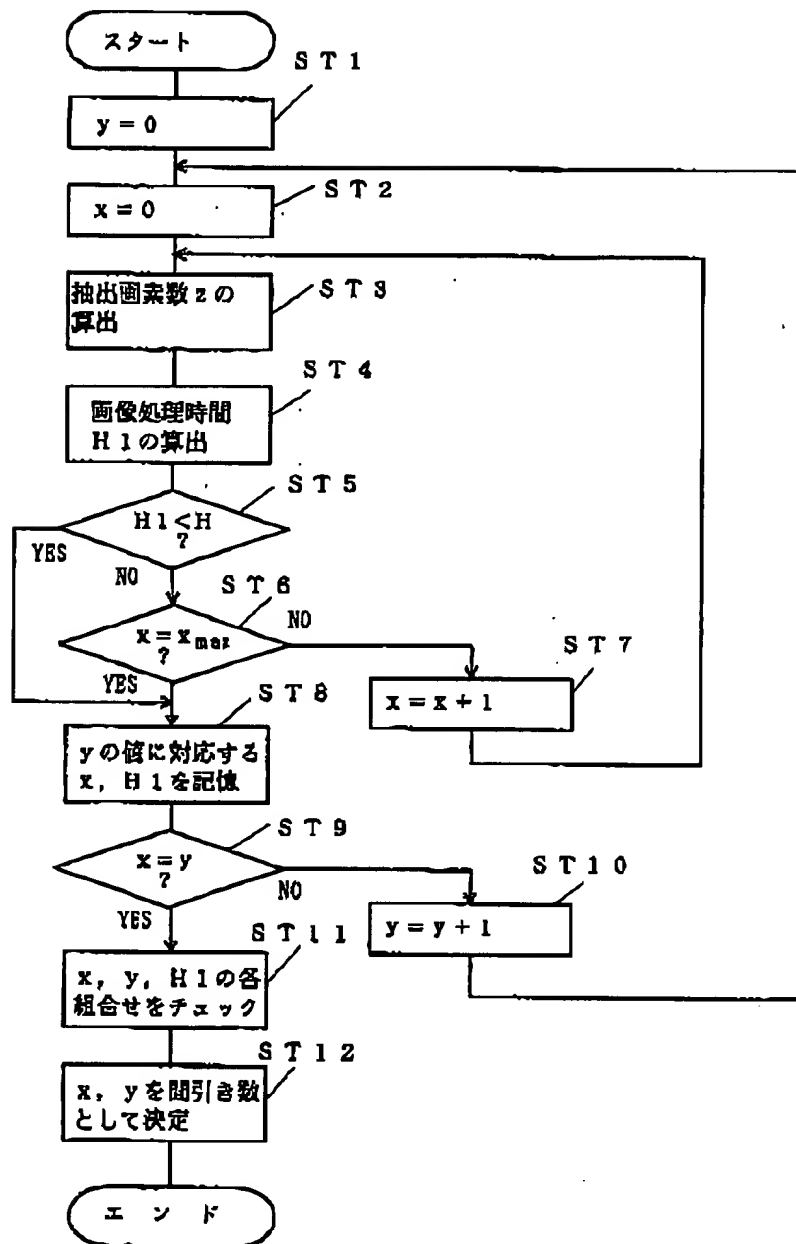 スタート
ST1
y=0
ST2
x=0
ST3
抽出画素数zの
算出
ST4
画像処理時間
H1の算出
ST5
H1<H
?
YES
NO
ST6
x=xmax
?
NO
YES
ST7
x=x+1
ST8
yの値に対応する
x, H1を記憶
ST9
x=y
?
NO
YES
ST10
y=y+1
ST11
x, y, H1の各
組合せをチェック
ST12
x, yを間引き数
として決定
エンド